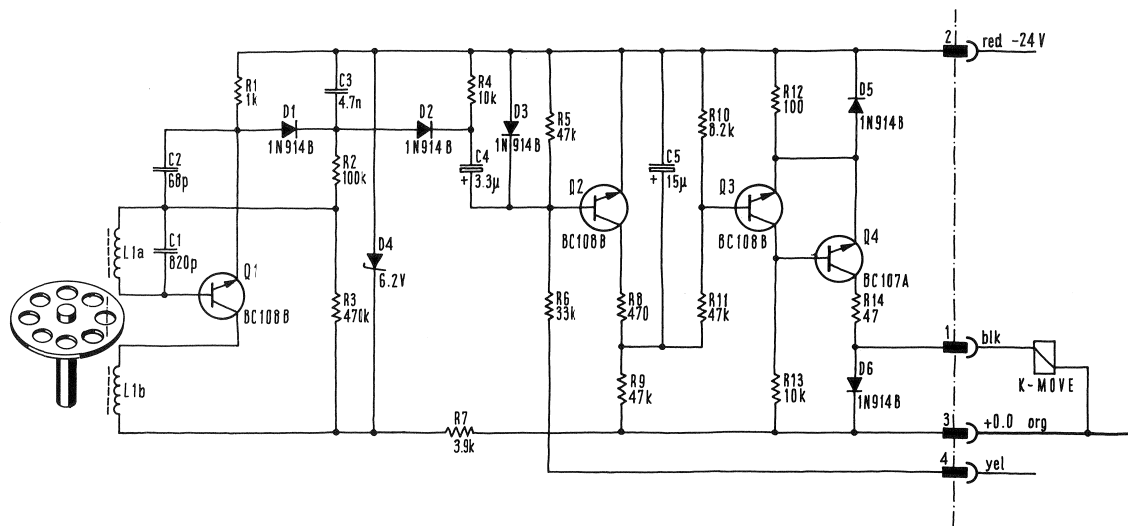 2
red -24V
R1
1k
C3
4.7n
R4
10k
D3
1N914B
R5
47k
R10
8.2k
R12
100
D5
1N914B
D1
1N914B
D2
1N914B
C2
68p
R2
100k
C4
+ 3.3µ
Q2
BC108B
C5
+ 15µ
Q3
BC108B
L1a
C1
820p
Q1
BC108B
D4
6.2V
Q4
BC107A
R3
470k
R6
33k
R8
470
R11
47k
R14
47
1
blk
K-MOVE
L1b
R9
47k
R13
10k
D6
1N914B
R7
3.9k
3
+0.0 org
4
yel